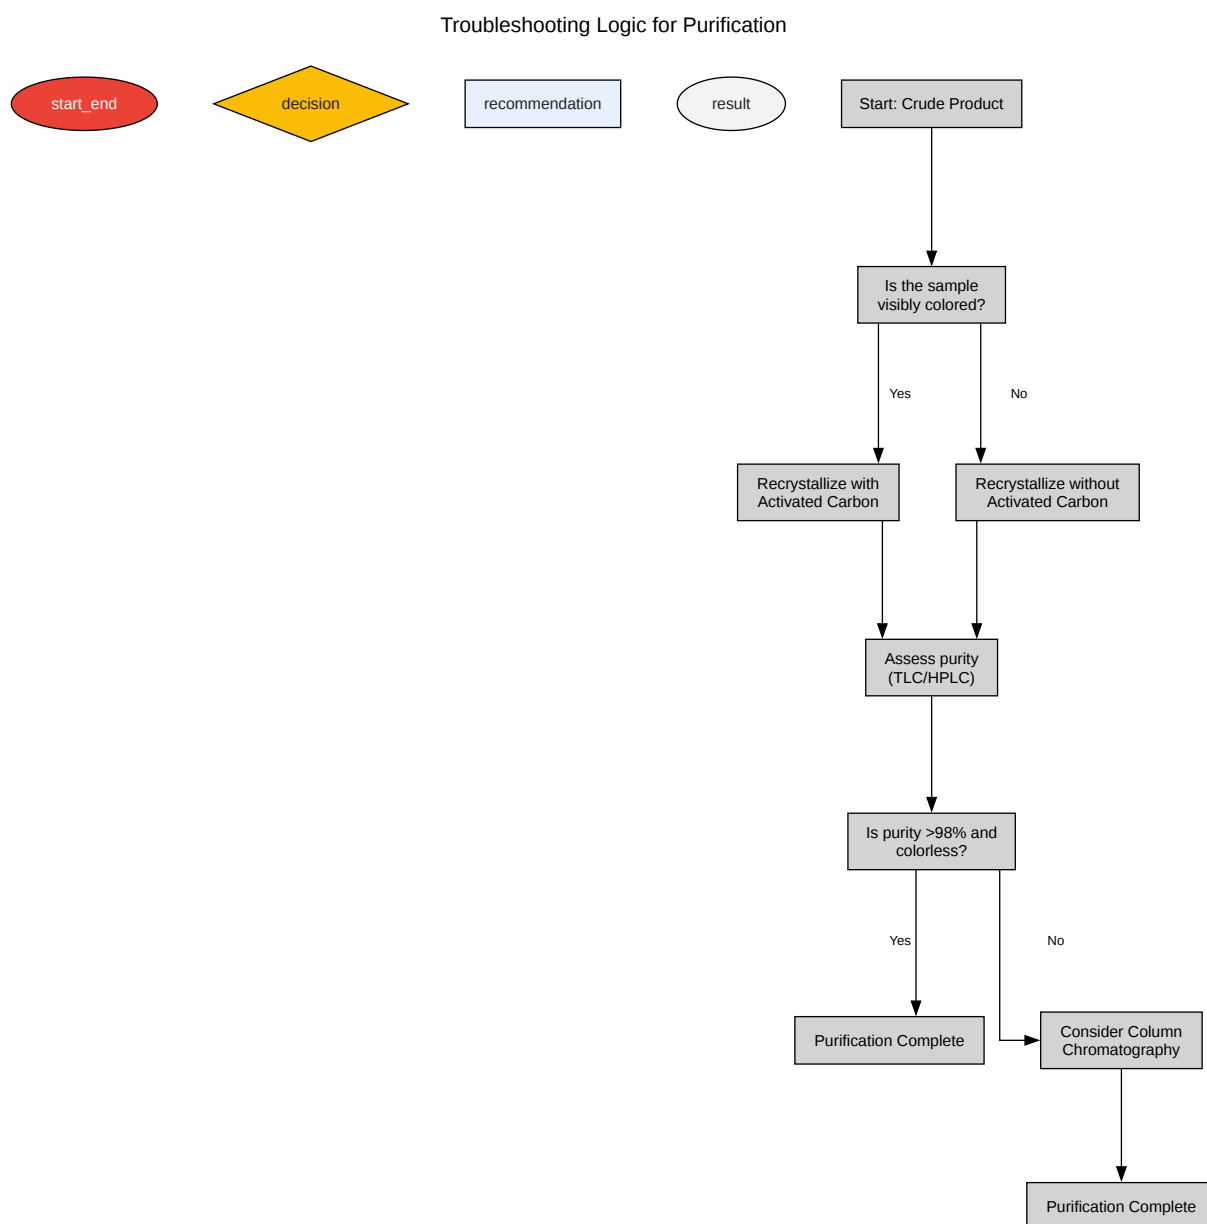 Troubleshooting Logic for Purification
start_end
decision
recommendation
result
Start: Crude Product
Is the sample
visibly colored?
Yes
No
Recrystallize with
Activated Carbon
Recrystallize without
Activated Carbon
Assess purity
(TLC/HPLC)
Is purity >98% and
colorless?
Yes
No
Purification Complete
Consider Column
Chromatography
Purification Complete